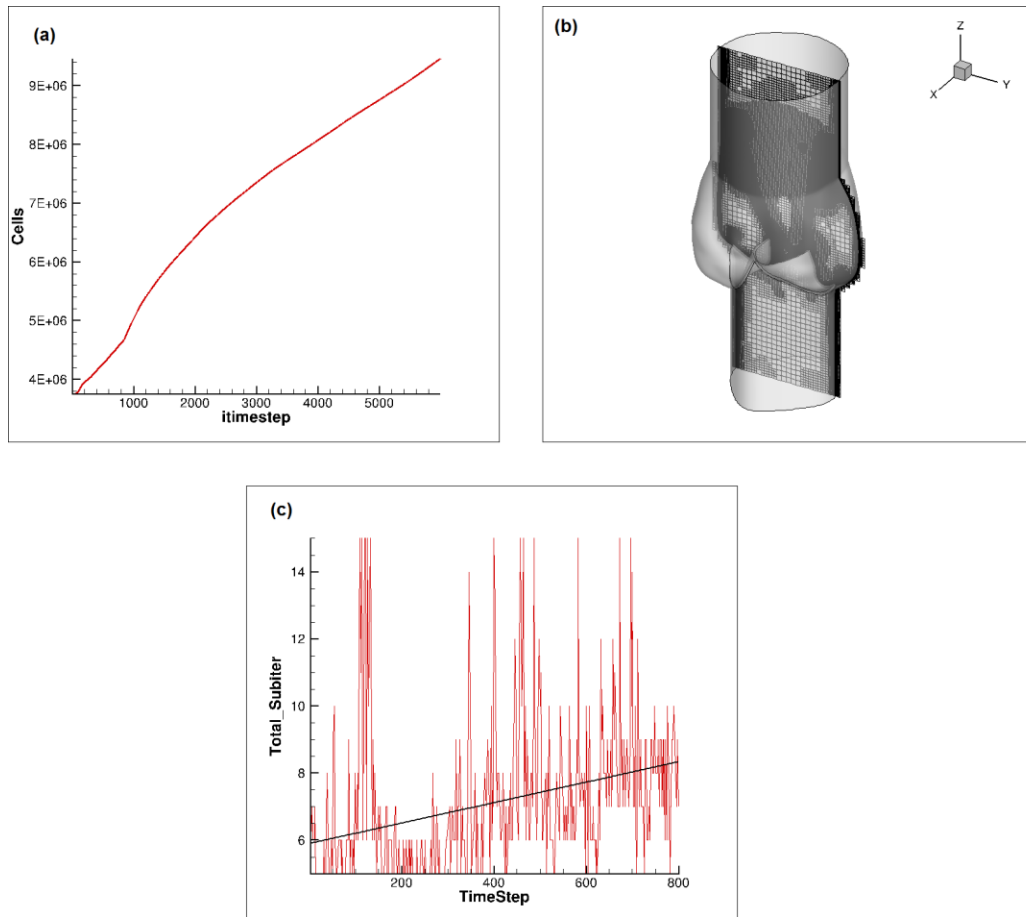 (a)
9E+06
8E+06
7E+06
6E+06
5E+06
4E+06
Cells
1000 2000 3000 4000 5000
itimestep
(b)
Z
X
Y
(c)
14
12
10
8
6
Total_Subiter
200 400 600 800
TimeStep